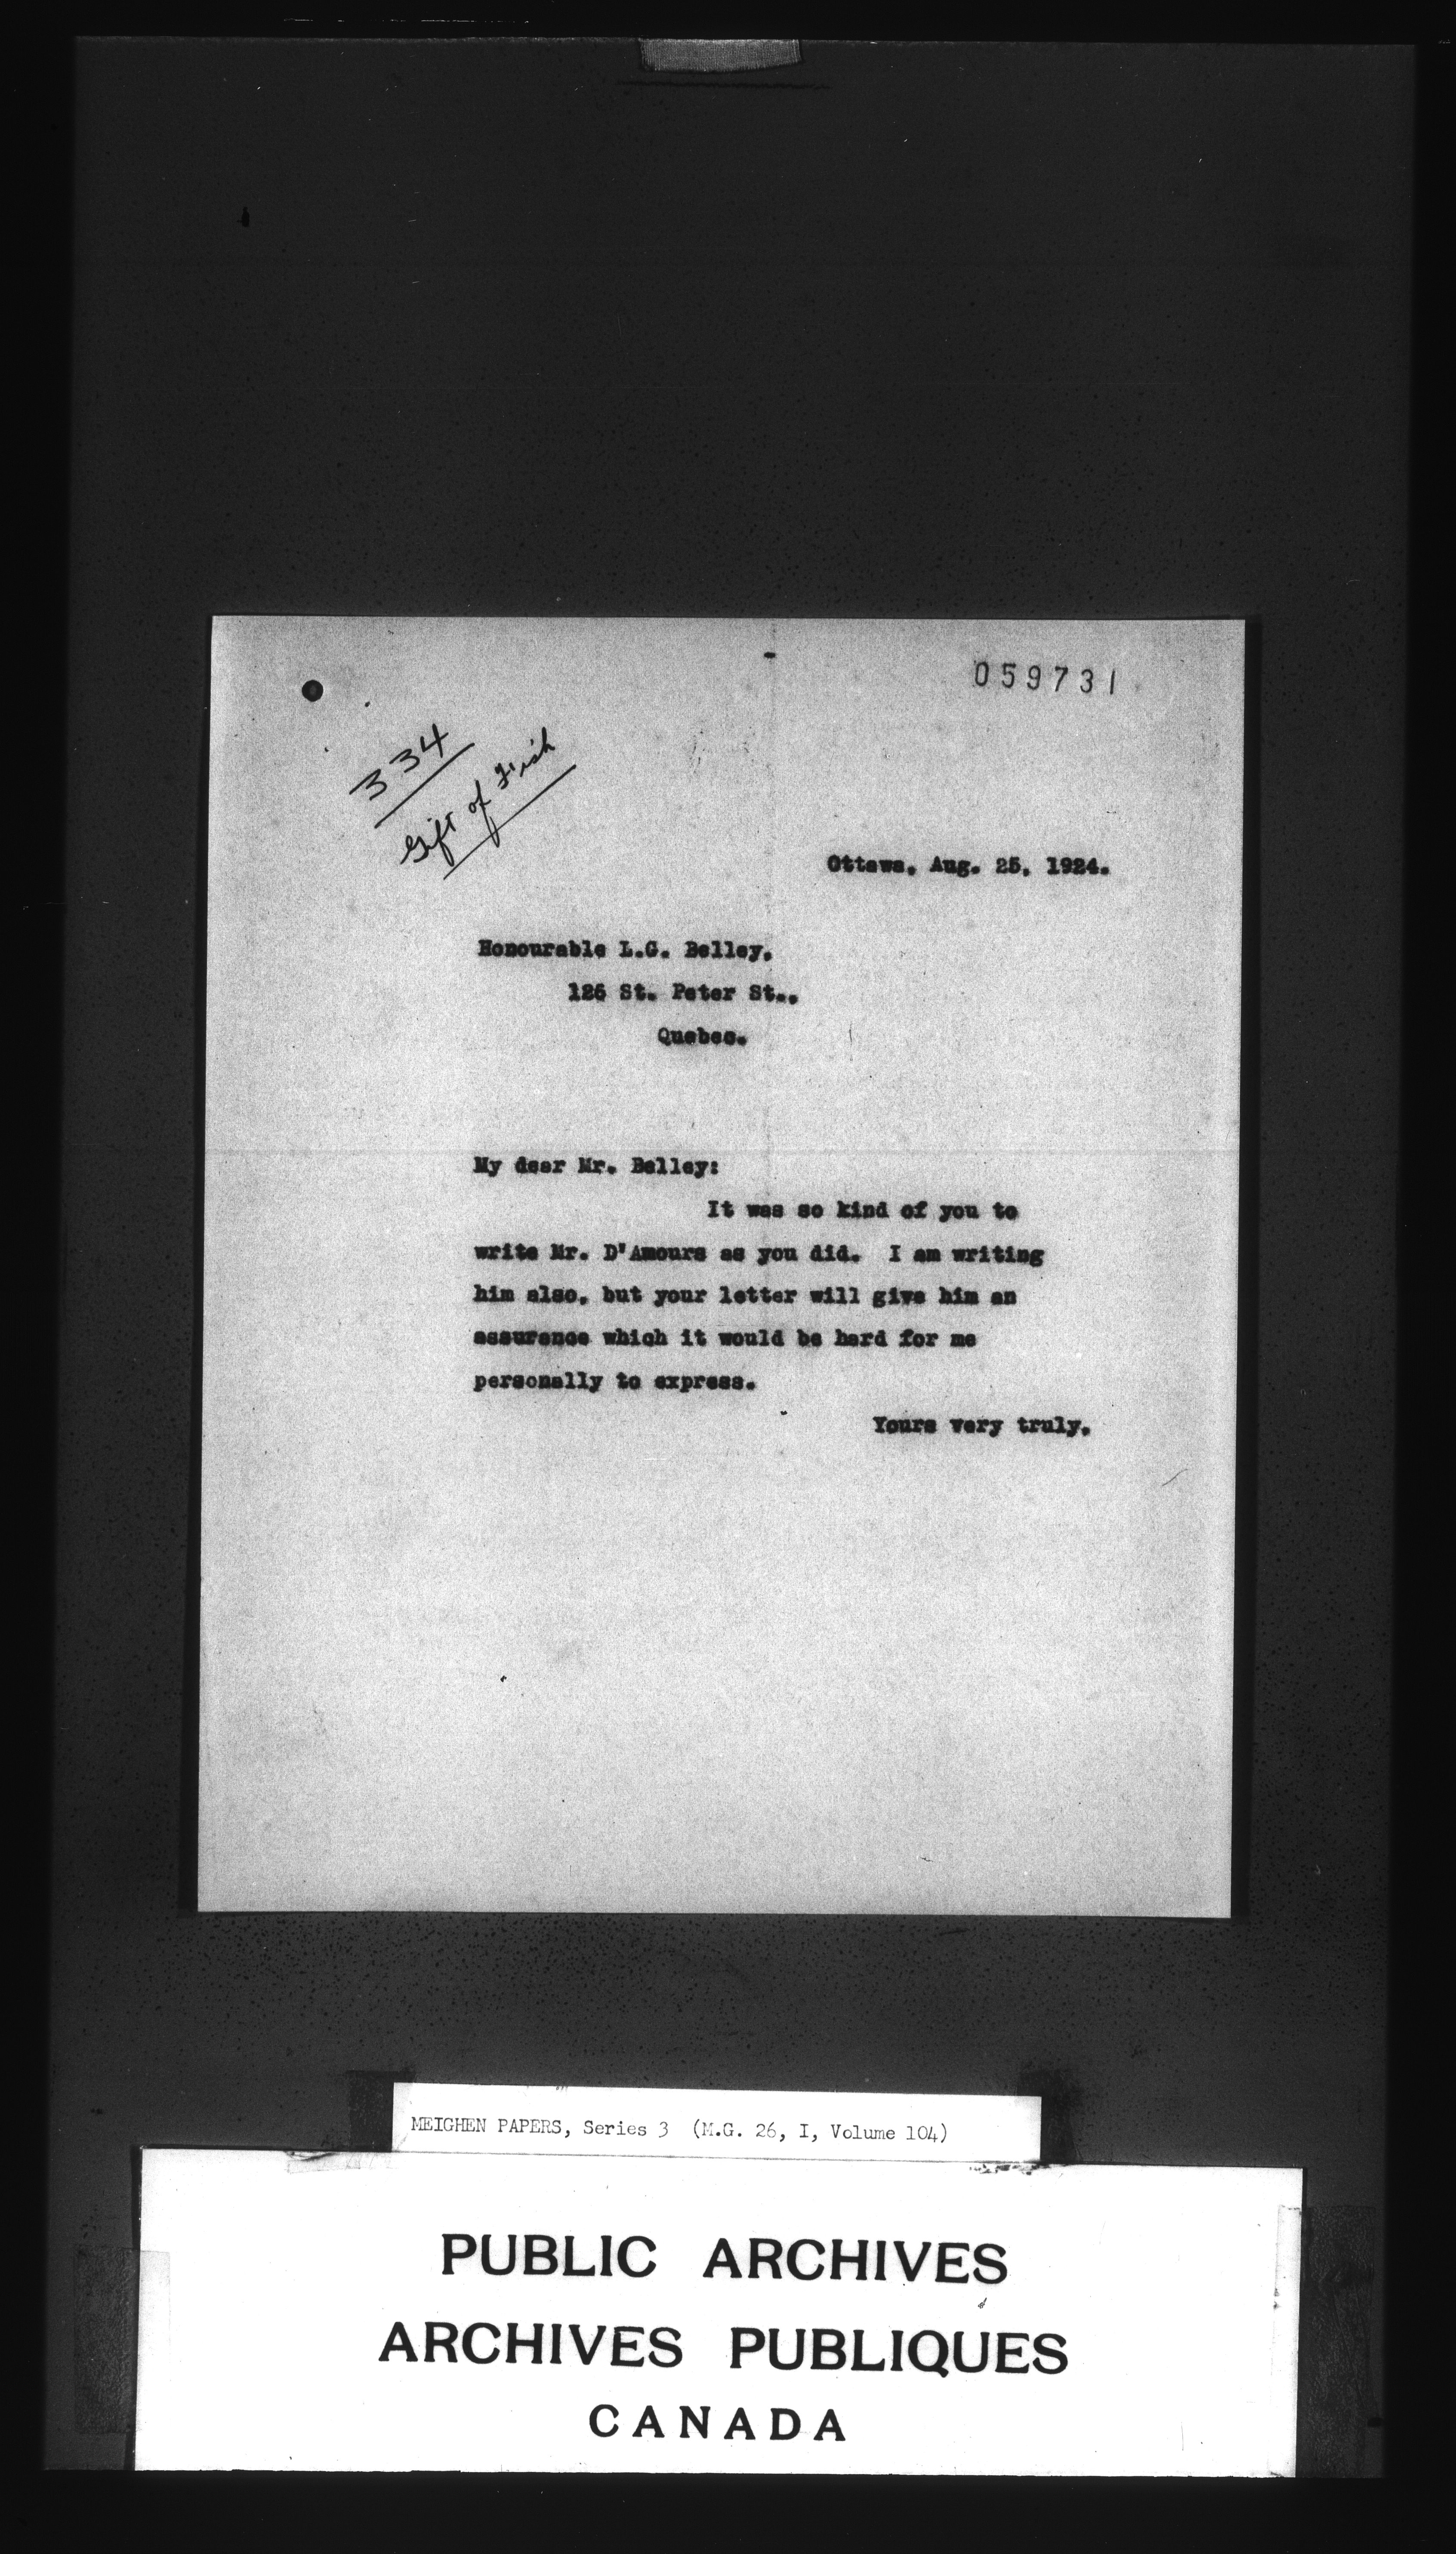 059731
334
Gift of Fish
Ottawa, Aug. 25, 1924.
Honourable L.G. Belley,
126 St. Peter St.,
Quebec.
My dear Mr. Belley:
It was so kind of you to
write Mr. D'Amours as you did. I am writing
him also, but your letter will give him an
assurance which it would be hard for me
personally to express.
Yours very truly,
MEIGHEN PAPERS, Series 3 (M.G. 26, I, Volume 104)
PUBLIC ARCHIVES
ARCHIVES PUBLIQUES
CANADA